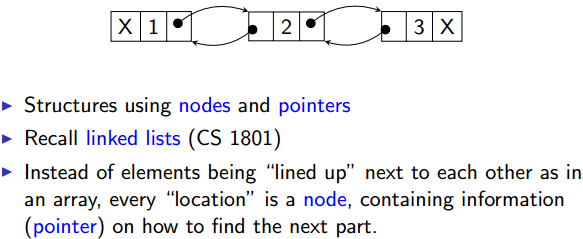 X 1 2 3 X
Structures using nodes and pointers
Recall linked lists (CS 1801)
Instead of elements being “lined up” next to each other as in
an array, every “location” is a node, containing information
(pointer) on how to find the next part.